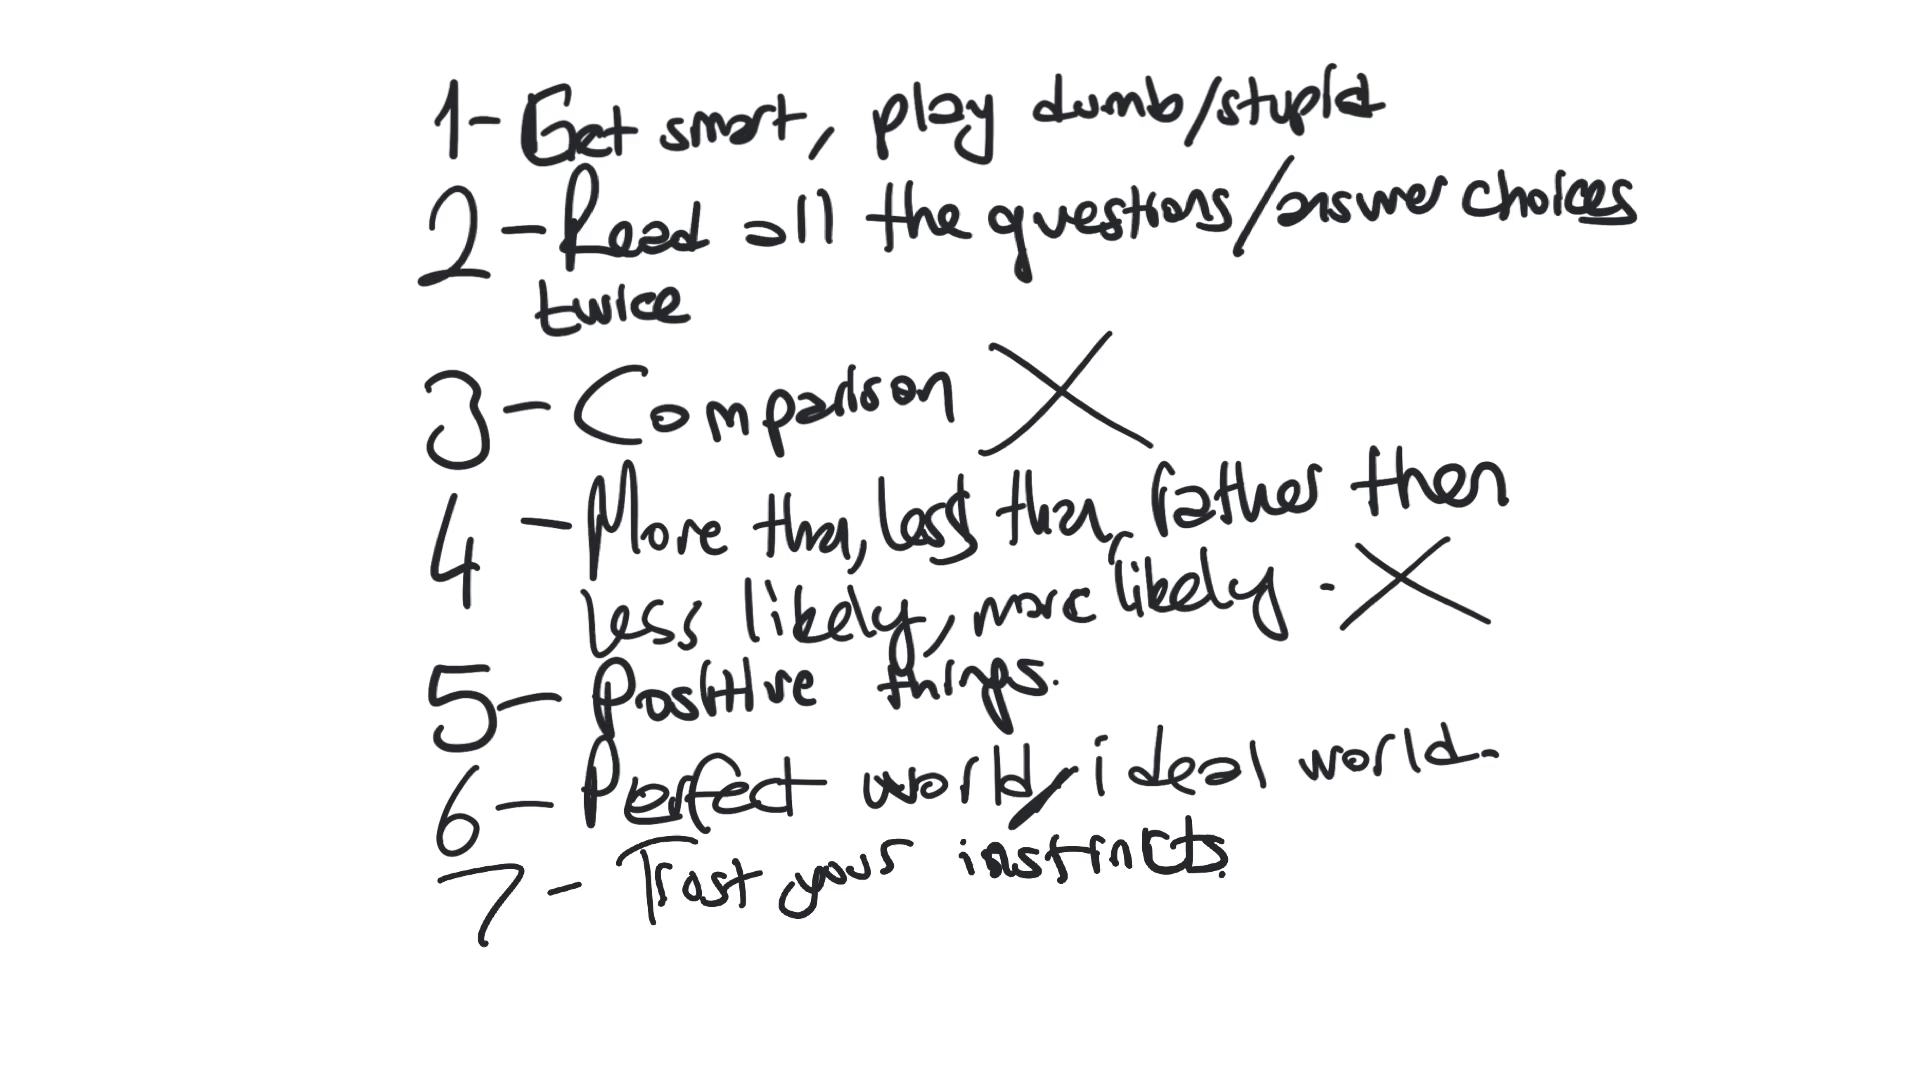 1- Get smart, play dumb/stupid
2- Read all the questions/answer choices
twice
3- Comparison X
4- More than, less than, rather then
less likely, more likely. X
5- Positive things.
6- Perfect world/ideal world.
7- Trust your instincts.